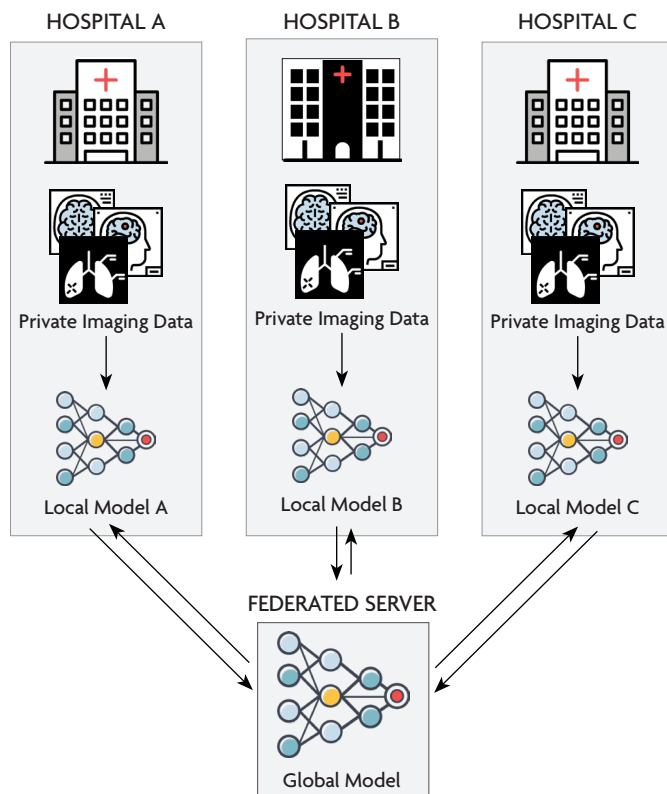 HOSPITAL A
HOSPITAL B
HOSPITAL C
Private Imaging Data
Private Imaging Data
Private Imaging Data
Local Model A
Local Model B
Local Model C
FEDERATED SERVER
Global Model